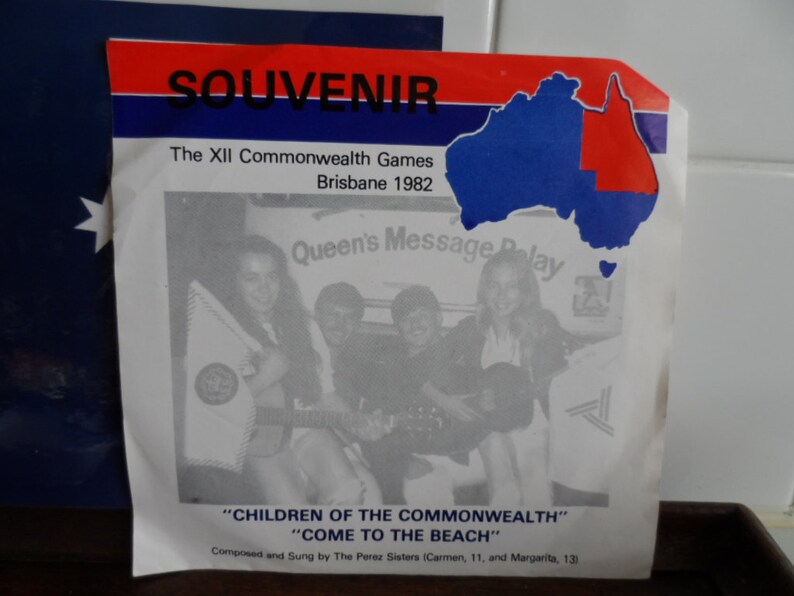 SOUVENIR
The XII Commonwealth Games
Brisbane 1982
Queen's Message Relay
"CHILDREN OF THE COMMONWEALTH"
"COME TO THE BEACH"
Composed and Sung by The Perez Sisters (Carmen, 11, and Margarita, 13)